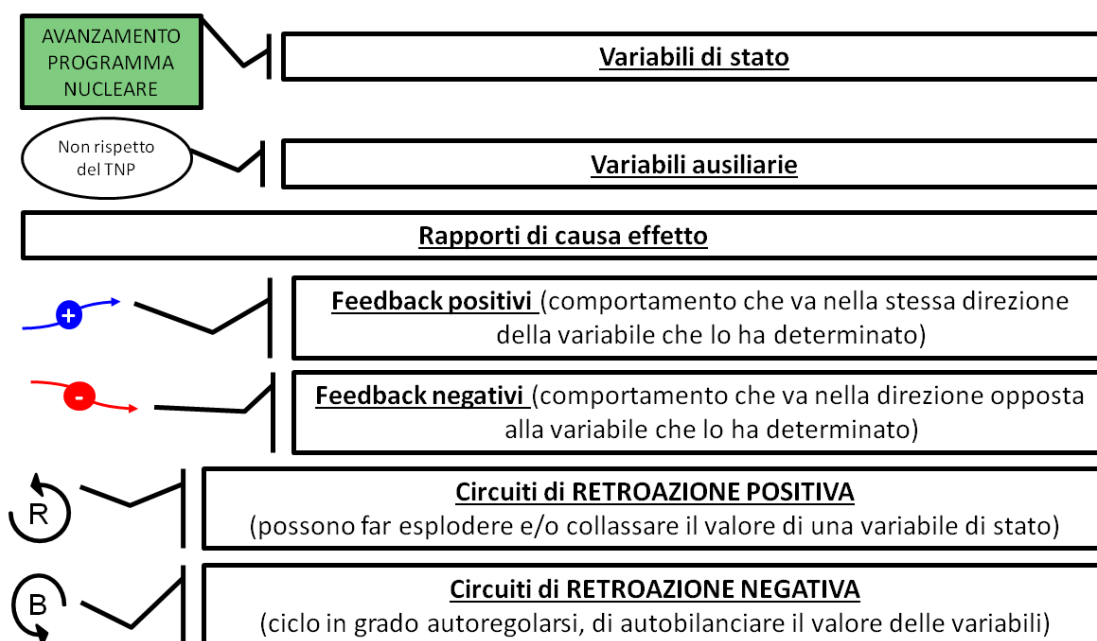 AVANZAMENTO
PROGRAMMA
NUCLEARE
Variabili di stato
Non rispetto
del TNP
Variabili ausiliarie
Rapporti di causa effetto
+
Feedback positivi (comportamento che va nella stessa direzione
della variabile che lo ha determinato)
-
Feedback negativi (comportamento che va nella direzione opposta
alla variabile che lo ha determinato)
R
Circuiti di RETROAZIONE POSITIVA
(possono far esplodere e/o collassare il valore di una variabile di stato)
B
Circuiti di RETROAZIONE NEGATIVA
(ciclo in grado autoregolarsi, di autobilanciare il valore delle variabili)